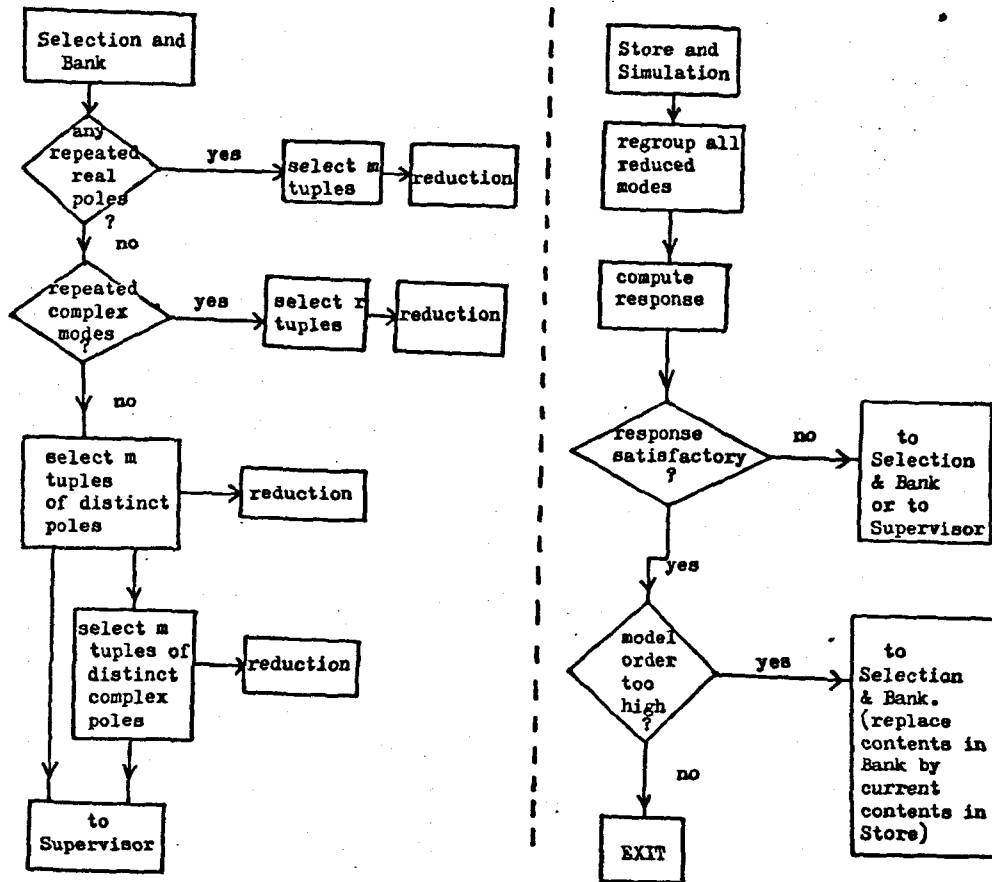 Selection and
Bank
any
repeated
real
poles
?
yes
select m
tuples
reduction
no
repeated
complex
modes
?
yes
select r
tuples
reduction
no
select m
tuples
of distinct
poles
reduction
select m
tuples of
distinct
complex
poles
reduction
to
Supervisor
Store and
Simulation
regroup all
reduced
modes
compute
response
response
satisfactory
?
no
to
Selection
& Bank
or to
Supervisor
yes
model
order
too
high
?
yes
to
Selection
& Bank.
(replace
contents in
Bank by
current
contents in
Store)
no
EXIT